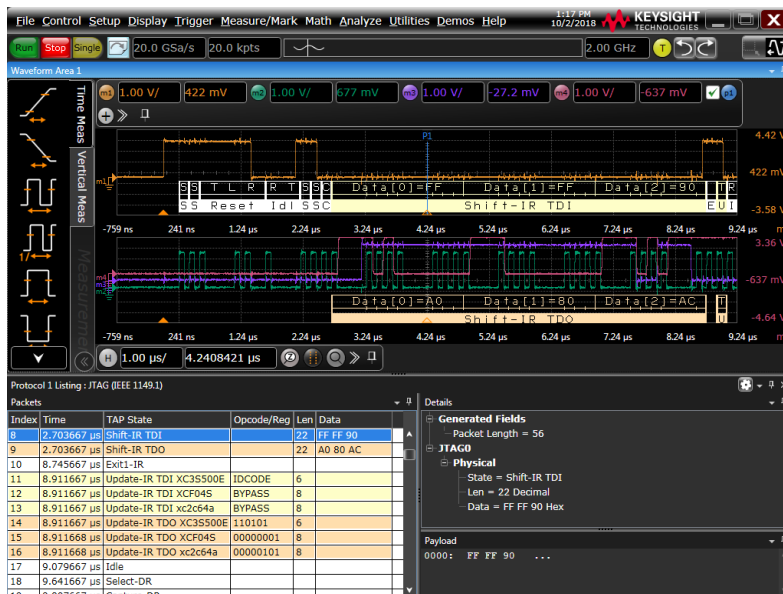 File Control Setup Display Trigger Measure/Mark Math Analyze Utilities Demos Help
1:17 PM
10/2/2018
KEYSIGHT
TECHNOLOGIES
Run Stop Single 20.0 GSa/s 20.0 kpts 2.00 GHz T
Waveform Area 1
Time Meas
Vertical Meas
Measurements
m1 1.00 V/ 422 mV m2 1.00 V/ 677 mV m3 1.00 V/ -27.2 mV m4 1.00 V/ -637 mV p1
P1
4.42 V
422 mV
-3.58 V
m1
S S T L R R T S S C Data[0]=FF Data[1]=FF Data[2]=90 T R
S S Reset Idl S S C Shift-IR TDI E U I
-759 ns 241 ns 1.24 µs 2.24 µs 3.24 µs 4.24 µs 5.24 µs 6.24 µs 7.24 µs 8.24 µs 9.24 µs
3.36 V
-637 mV
-4.64 V
m4
m3
Data[0]=A0 Data[1]=80 Data[2]=AC T
Shift-IR TDO U
-759 ns 241 ns 1.24 µs 2.24 µs 3.24 µs 4.24 µs 5.24 µs 6.24 µs 7.24 µs 8.24 µs 9.24 µs
H 1.00 µs/ 4.2408421 µs
Protocol 1 Listing : JTAG (IEEE 1149.1)
Packets
Index Time TAP State Opcode/Reg Len Data
8 2.703667 µs Shift-IR TDI 22 FF FF 90
9 2.703667 µs Shift-IR TDO 22 A0 80 AC
10 8.745667 µs Exit1-IR
11 8.911667 µs Update-IR TDI XC3S500E IDCODE 6
12 8.911667 µs Update-IR TDI XCF04S BYPASS 8
13 8.911668 µs Update-IR TDI xc2c64a BYPASS 8
14 8.911667 µs Update-IR TDO XC3S500E 110101 6
15 8.911668 µs Update-IR TDO XCF04S 00000001 8
16 8.911668 µs Update-IR TDO xc2c64a 00000101 8
17 9.079667 µs Idle
18 9.641667 µs Select-DR
Details
Generated Fields
Packet Length = 56
JTAG0
Physical
State = Shift-IR TDI
Len = 22 Decimal
Data = FF FF 90 Hex
Payload
0000: FF FF 90 ...